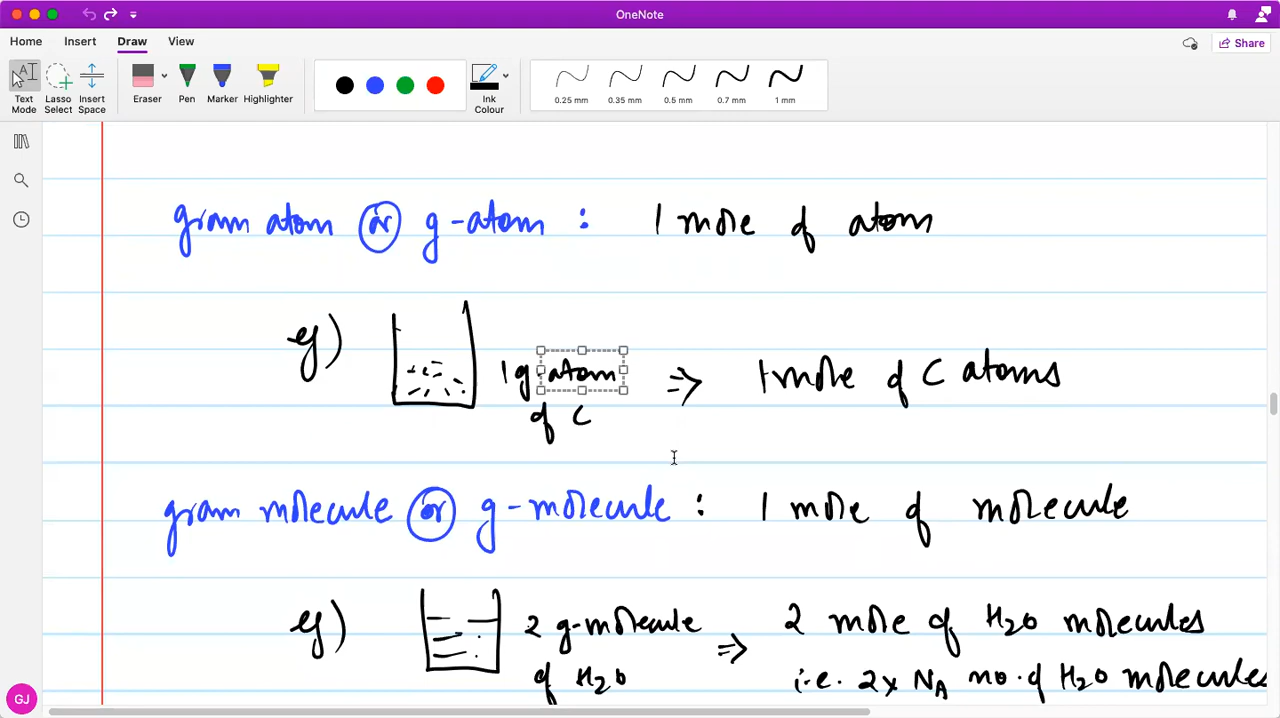 OneNote
Home Insert Draw View
Share
Text Mode
Lasso Select
Insert Space
Eraser
Pen
Marker
Highlighter
Ink Colour
0.25 mm 0.35 mm 0.5 mm 0.7 mm 1 mm
gram atom or g-atom : 1 mole of atom
eg) 1 g-atom ⇒ 1 mole of C atoms
of C
gram molecule or g-molecule : 1 mole of molecule
eg) 2 g-molecule ⇒ 2 mole of H2O molecules
of H2O i.e. 2x NA no. of H2O molecules
GJ